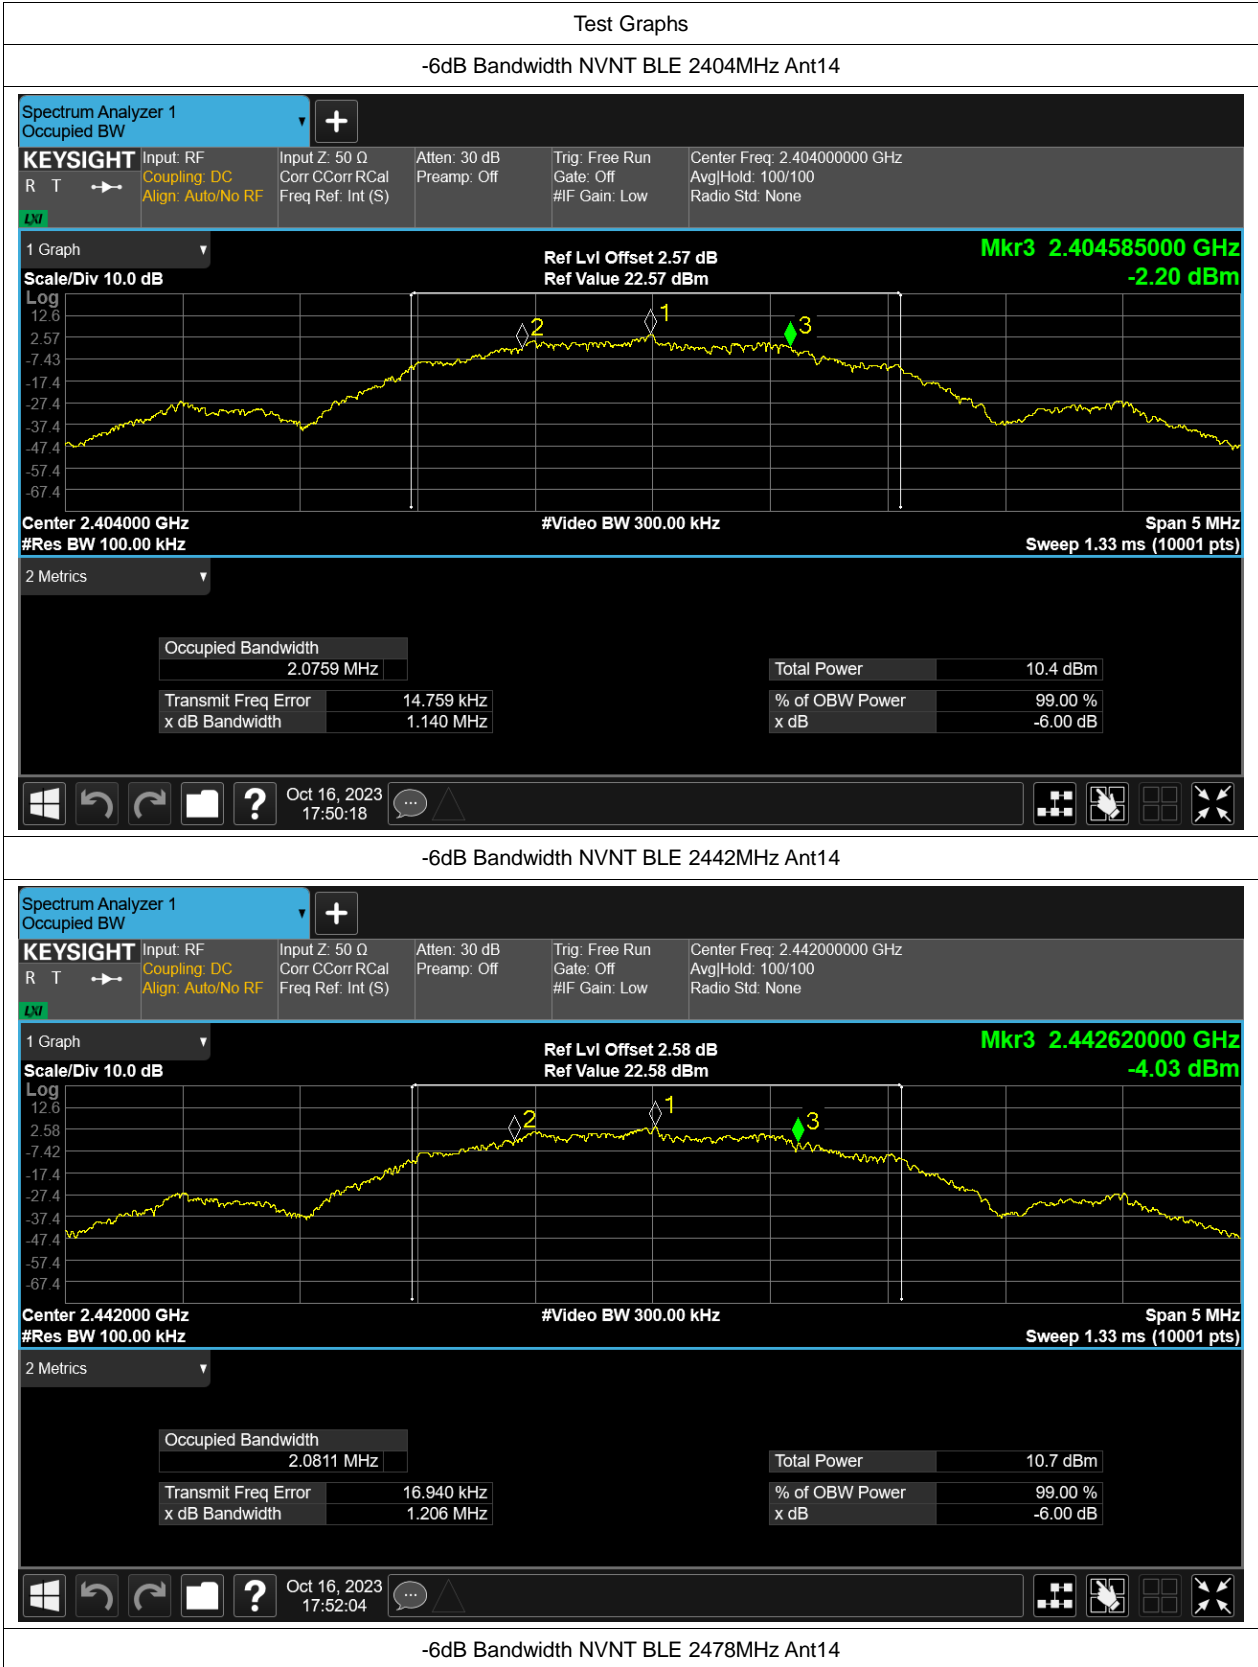 Test Graphs
-6dB Bandwidth NVNT BLE 2404MHz Ant14
Spectrum Analyzer 1
Occupied BW
KEYSIGHT Input: RF Input Z: 50 Ω Atten: 30 dB Trig: Free Run Center Freq: 2.404000000 GHz
R T Coupling: DC Corr CCorr RCal Preamp: Off Gate: Off Avg|Hold: 100/100
Align: Auto/No RF Freq Ref: Int (S) #IF Gain: Low Radio Std: None
LXI
1 Graph Ref Lvl Offset 2.57 dB Mkr3 2.404585000 GHz
Scale/Div 10.0 dB Ref Value 22.57 dBm -2.20 dBm
Log
12.6
2.57
-7.43
-17.4
-27.4
-37.4
-47.4
-57.4
-67.4
2 1 3
Center 2.404000 GHz #Video BW 300.00 kHz Span 5 MHz
#Res BW 100.00 kHz Sweep 1.33 ms (10001 pts)
2 Metrics
Occupied Bandwidth
2.0759 MHz Total Power 10.4 dBm
Transmit Freq Error 14.759 kHz % of OBW Power 99.00 %
x dB Bandwidth 1.140 MHz x dB -6.00 dB
? Oct 16, 2023
17:50:18
-6dB Bandwidth NVNT BLE 2442MHz Ant14
Spectrum Analyzer 1
Occupied BW
KEYSIGHT Input: RF Input Z: 50 Ω Atten: 30 dB Trig: Free Run Center Freq: 2.442000000 GHz
R T Coupling: DC Corr CCorr RCal Preamp: Off Gate: Off Avg|Hold: 100/100
Align: Auto/No RF Freq Ref: Int (S) #IF Gain: Low Radio Std: None
LXI
1 Graph Ref Lvl Offset 2.58 dB Mkr3 2.442620000 GHz
Scale/Div 10.0 dB Ref Value 22.58 dBm -4.03 dBm
Log
12.6
2.58
-7.42
-17.4
-27.4
-37.4
-47.4
-57.4
-67.4
2 1 3
Center 2.442000 GHz #Video BW 300.00 kHz Span 5 MHz
#Res BW 100.00 kHz Sweep 1.33 ms (10001 pts)
2 Metrics
Occupied Bandwidth
2.0811 MHz Total Power 10.7 dBm
Transmit Freq Error 16.940 kHz % of OBW Power 99.00 %
x dB Bandwidth 1.206 MHz x dB -6.00 dB
? Oct 16, 2023
17:52:04
-6dB Bandwidth NVNT BLE 2478MHz Ant14